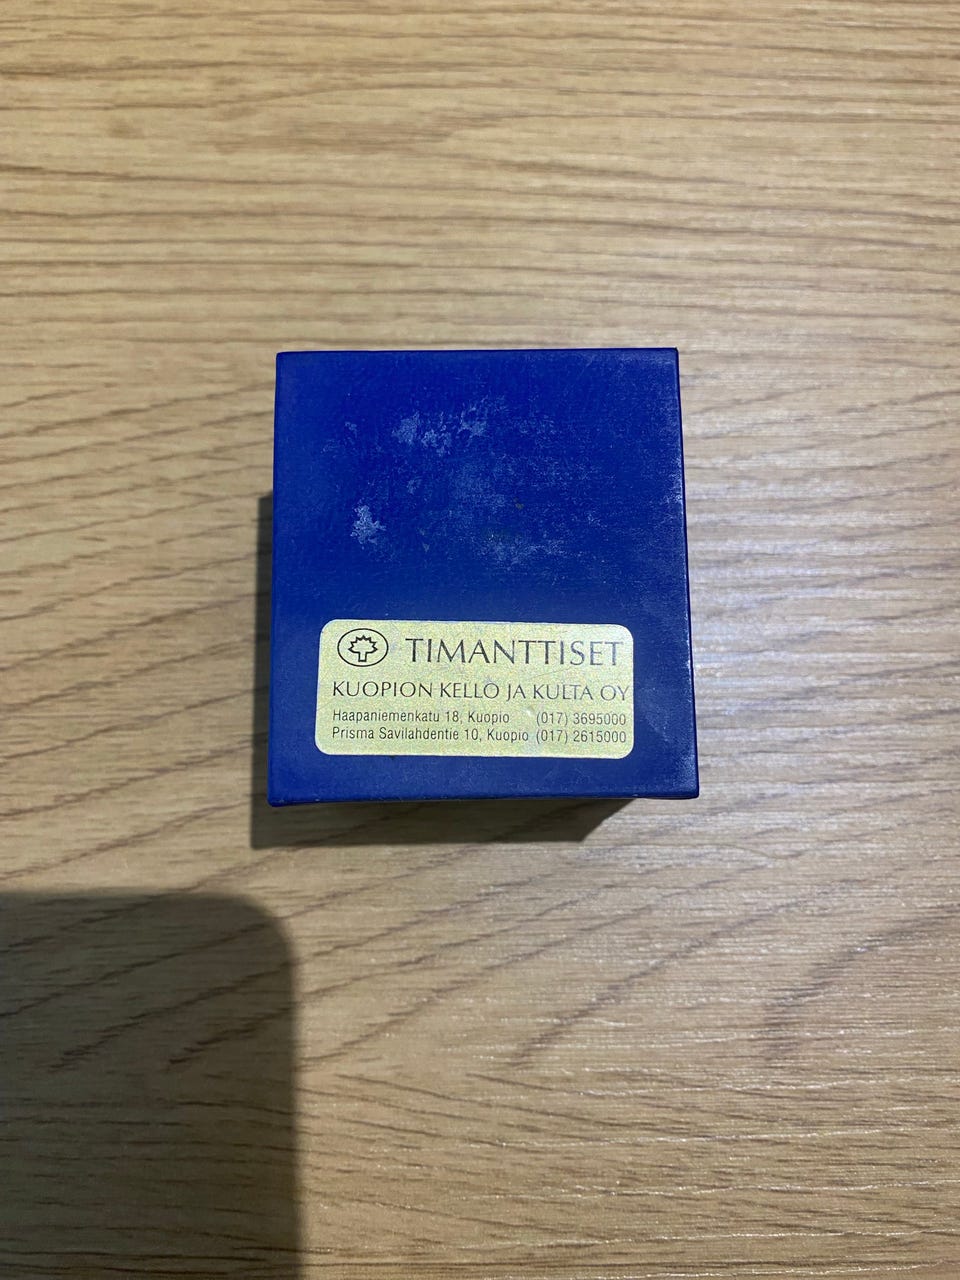 TIMANTTISET
KUOPION KELLO JA KULTA OY
Haapaniemenkatu 18, Kuopio (017) 3695000
Prisma Savilahdentie 10, Kuopio (017) 2615000